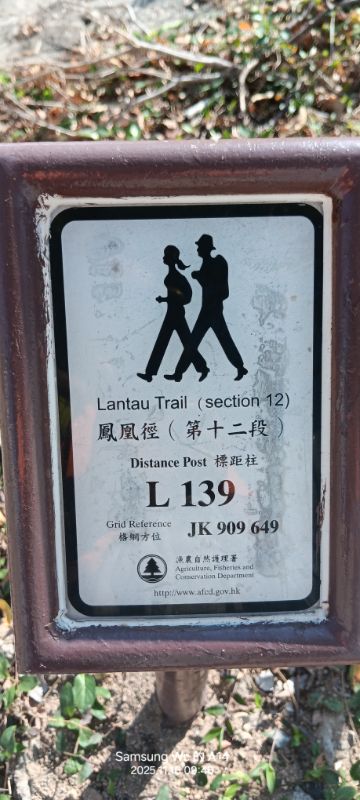 Lantau Trail (section 12)
鳳凰徑（第十二段）
Distance Post 標距柱
L 139
Grid Reference JK 909 649
格網方位
漁農自然護理署
Agriculture, Fisheries and
Conservation Department
http://www.afcd.gov.hk
2025